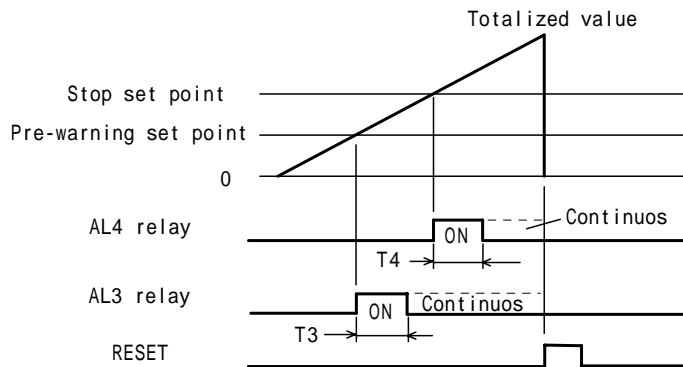 Totalized value
Stop set point
Pre-warning set point
0
AL4 relay
ON
Continuos
T4
AL3 relay
ON
Continuos
T3
RESET